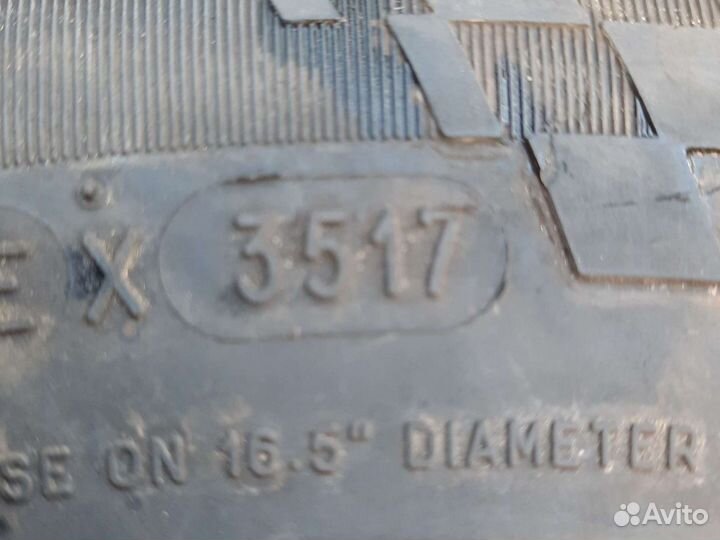 X 3517
SE ON 16.5" DIAMETER
Avito